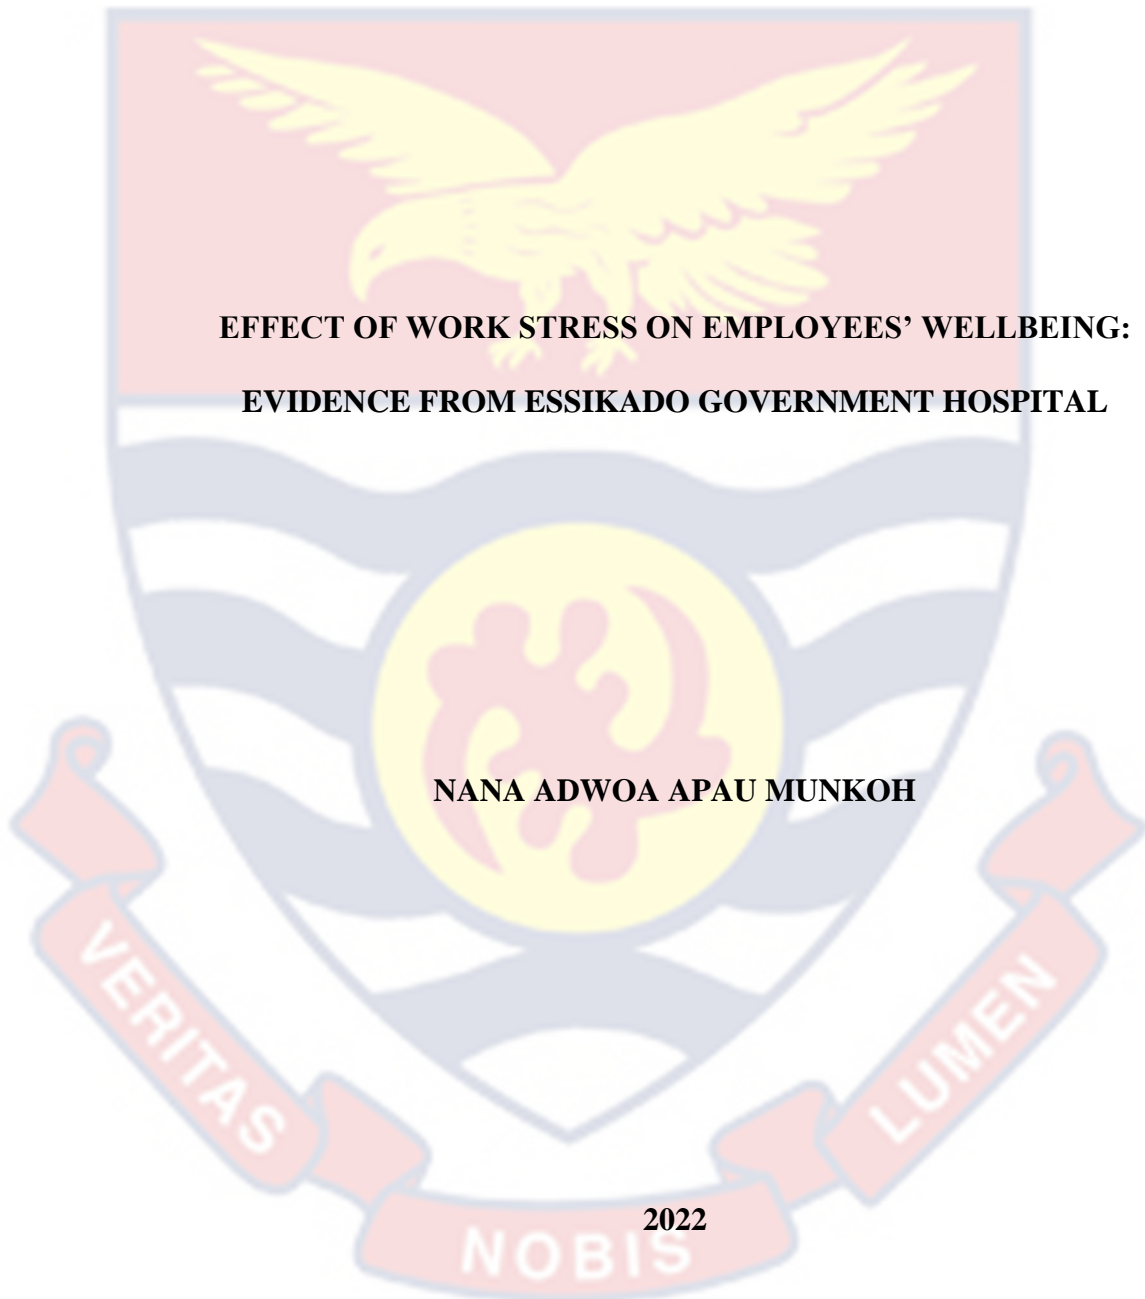 EFFECT OF WORK STRESS ON EMPLOYEES’ WELLBEING:
EVIDENCE FROM ESSIKADO GOVERNMENT HOSPITAL
NANA ADWOA APAU MUNKOH
2022
VERITAS
NOBIS
LUMEN